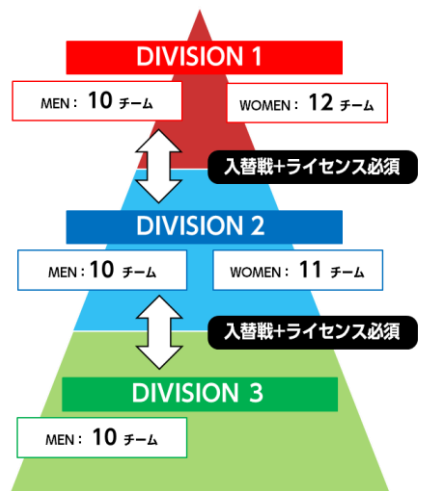 DIVISION 1
MEN： 10 チーム
WOMEN： 12 チーム
入替戦+ライセンス必須
DIVISION 2
MEN：10 チーム
WOMEN： 11 チーム
入替戦+ライセンス必須
DIVISION 3
MEN： 10 チーム